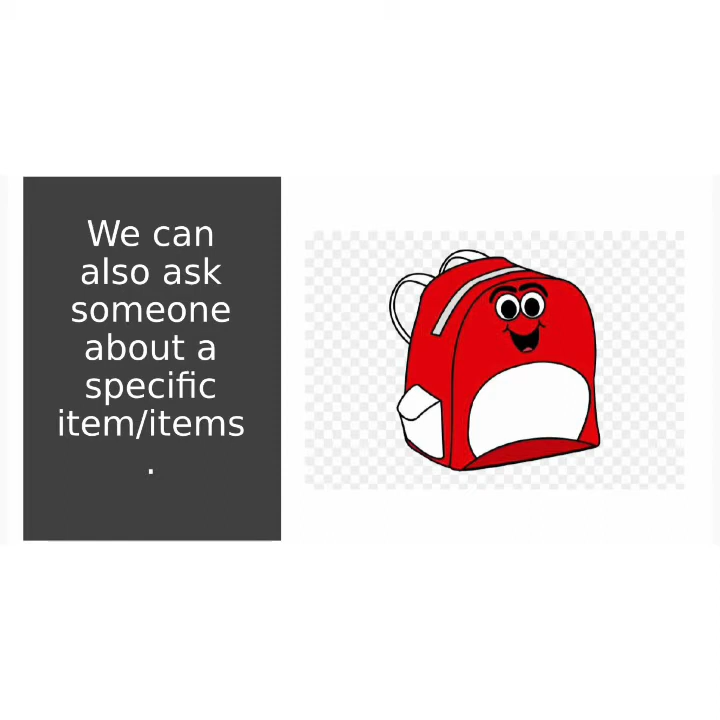 We can
also ask
someone
about a
specific
item/items
.